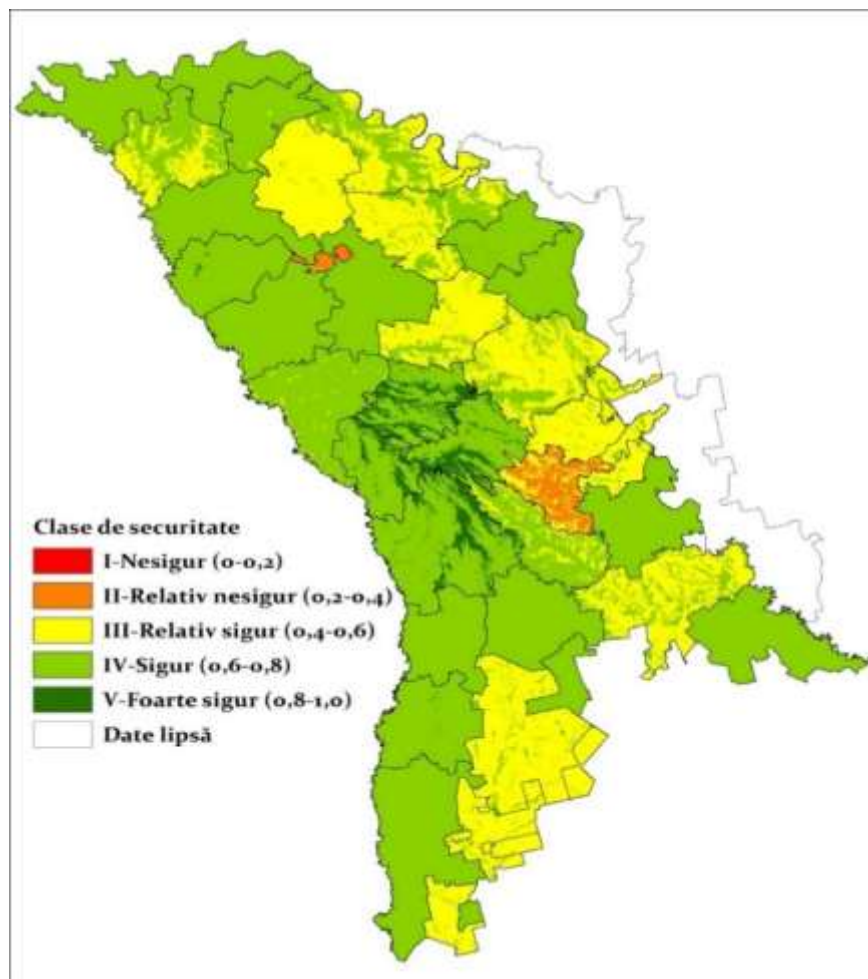 Clase de securitate
I-Nesigur (0-0,2)
II-Relativ nesigur (0,2-0,4)
III-Relativ sigur (0,4-0,6)
IV-Sigur (0,6-0,8)
V-Foarte sigur (0,8-1,0)
Date lipsă